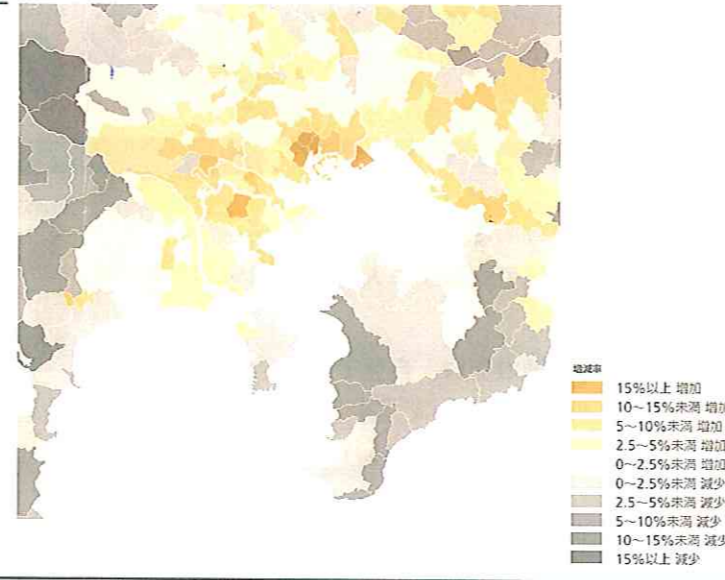 増減率
15%以上 増加
10～15%未満 増加
5～10%未満 増加
2.5～5%未満 増加
0～2.5%未満 増加
0～2.5%未満 減少
2.5～5%未満 減少
5～10%未満 減少
10～15%未満 減少
15%以上 減少